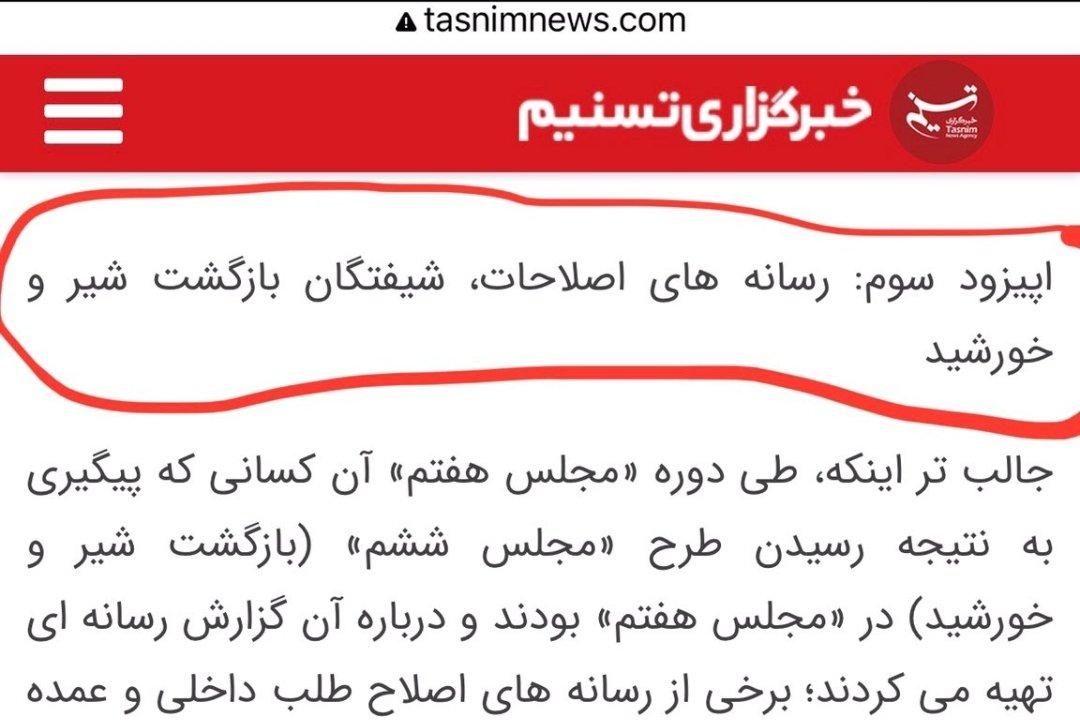 tasnimnews.com
خبرگزاری تسنیم
تسنیم
خبرگزاری
Tasnim
News Agency
اپیزود سوم: رسانه های اصلاحات، شیفتگان بازگشت شیر و
خورشید
جالب تر اینکه، طی دوره «مجلس هفتم» آن کسانی که پیگیری
به نتیجه رسیدن طرح «مجلس ششم» (بازگشت شیر و
خورشید) در «مجلس هفتم» بودند و درباره آن گزارش رسانه ای
تهیه می کردند؛ برخی از رسانه های اصلاح طلب داخلی و عمده